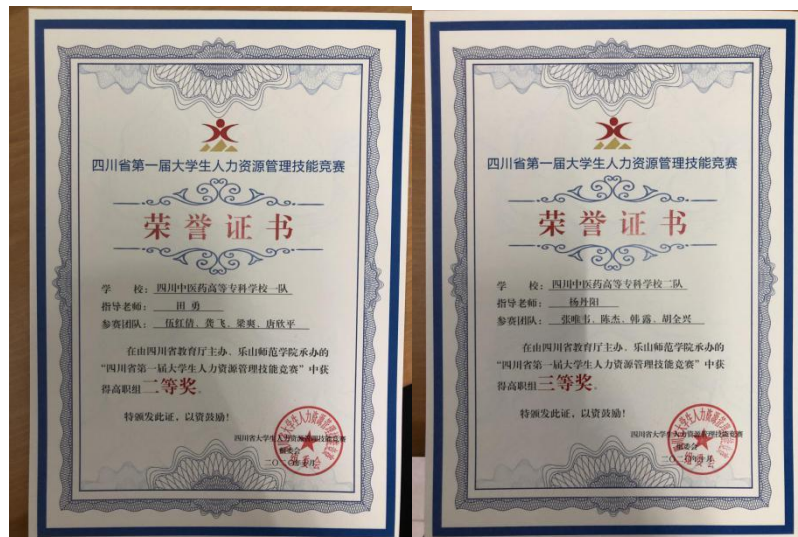 四川省第一届大学生人力资源管理技能竞赛
荣誉证书
学 校：四川中医药高等专科学校一队
指导老师：田勇
参赛团队：伍红倩、龚飞、梁爽、唐欣平
在由四川省教育厅主办、乐山师范学院承办的
“四川省第一届大学生人力资源管理技能竞赛”中获
得高职组二等奖。
特颁发此证，以资鼓励！
四川省大学生人力资源管理技能竞赛
组委会
四川省第一届大学生人力资源管理技能竞赛
荣誉证书
学 校：四川中医药高等专科学校二队
指导老师：杨丹阳
参赛团队：张唯书、陈杰、韩露、胡全兴
在由四川省教育厅主办、乐山师范学院承办的
“四川省第一届大学生人力资源管理技能竞赛”中获
得高职组三等奖。
特颁发此证，以资鼓励！
四川省大学生人力资源管理技能竞赛
组委会